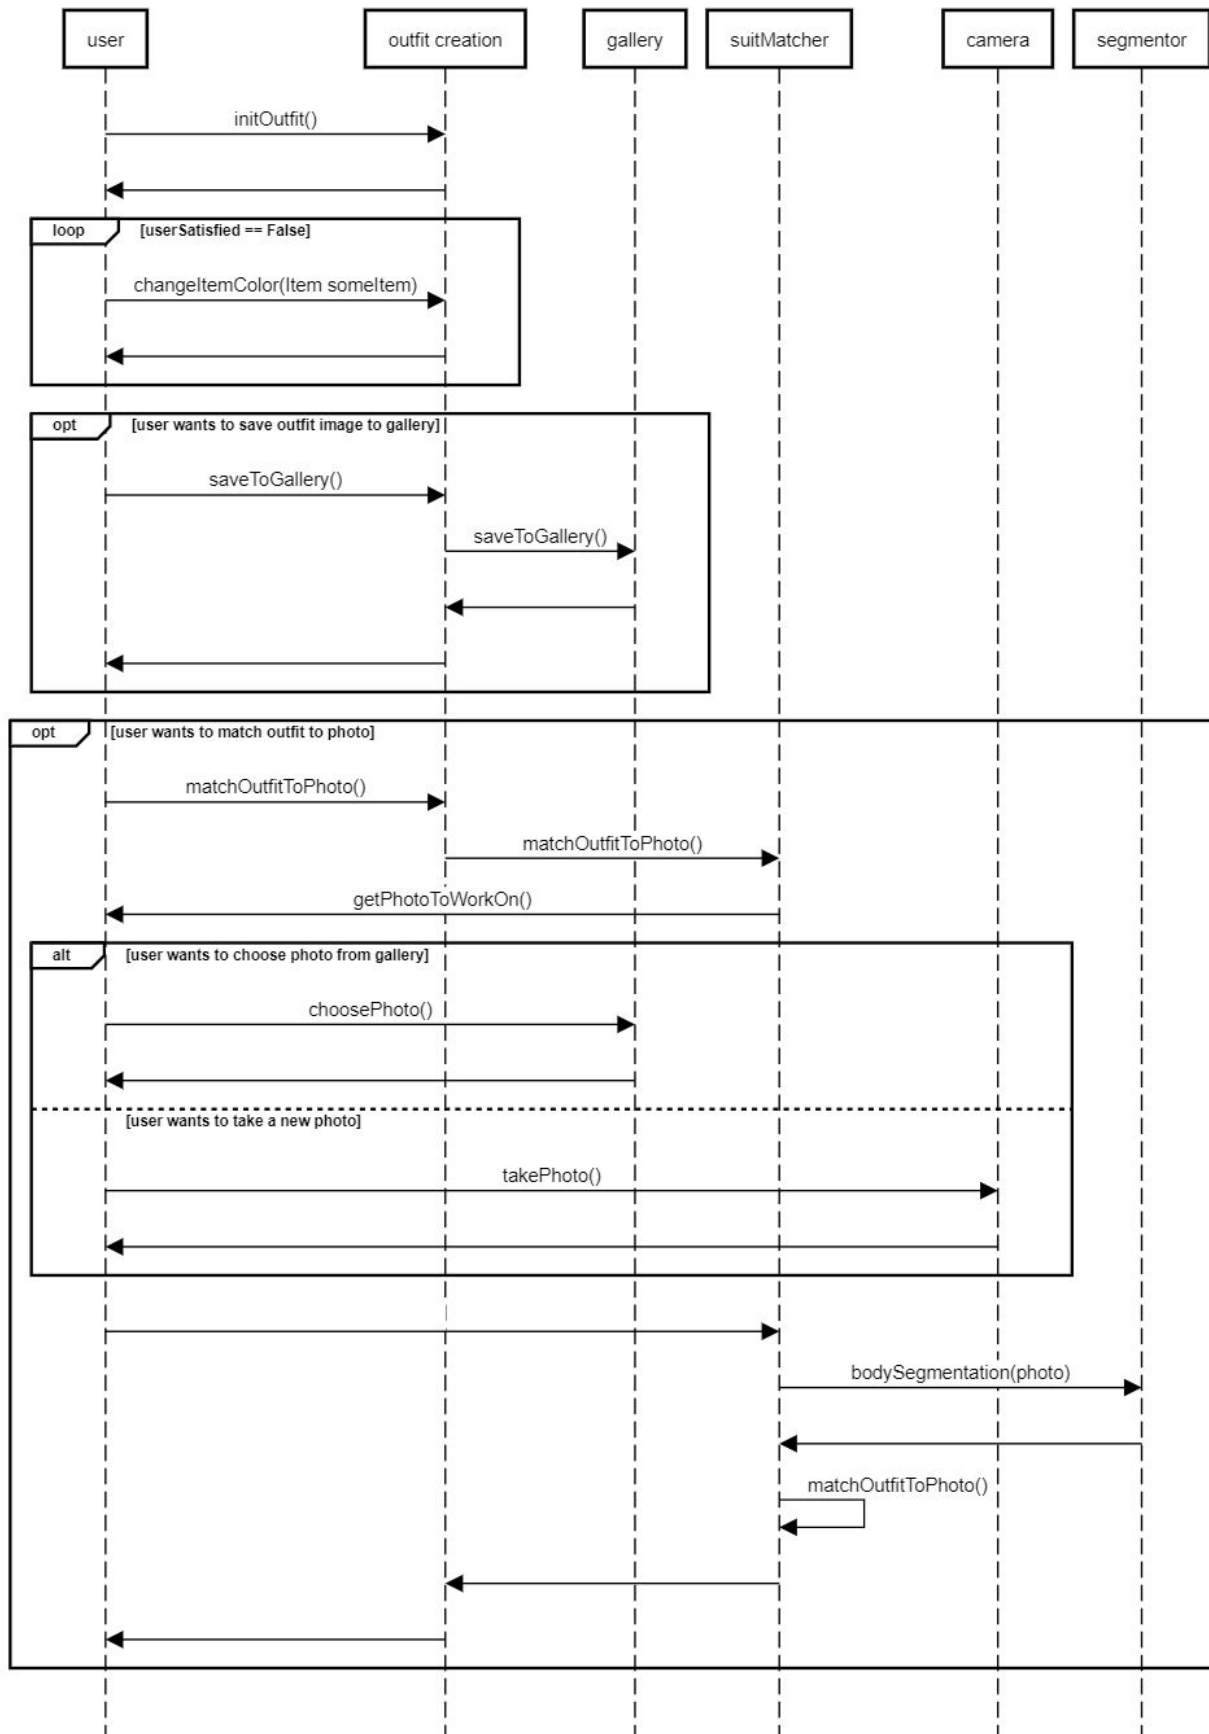 user
outfit creation
gallery
suitMatcher
camera
segmentor
initOutfit()
loop
[userSatisfied == False]
changeItemColor(Item someItem)
opt
[user wants to save outfit image to gallery]
saveToGallery()
saveToGallery()
opt
[user wants to match outfit to photo]
matchOutfitToPhoto()
matchOutfitToPhoto()
getPhotoToWorkOn()
alt
[user wants to choose photo from gallery]
choosePhoto()
[user wants to take a new photo]
takePhoto()
bodySegmentation(photo)
matchOutfitToPhoto()